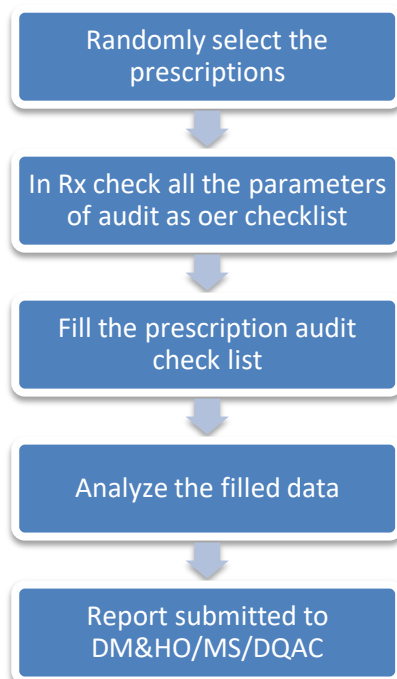 Randomly select the
prescriptions
In Rx check all the parameters
of audit as oer checklist
Fill the prescription audit
check list
Analyze the filled data
Report submitted to
DM&HO/MS/DQAC